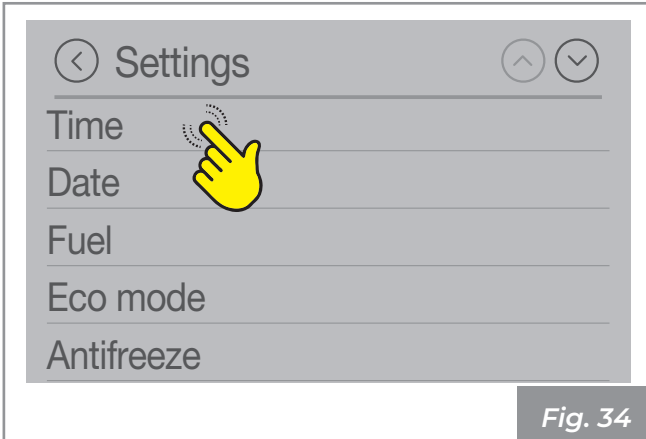 Settings
Time
Date
Fuel
Eco mode
Antifreeze
Fig. 34